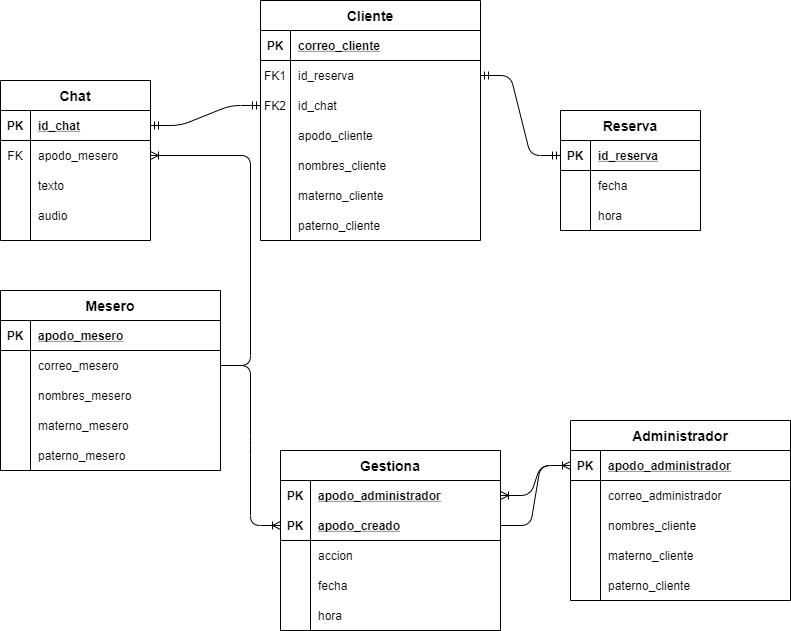 Cliente
PK correo_cliente
FK1 id_reserva
FK2 id_chat
apodo_cliente
nombres_cliente
materno_cliente
paterno_cliente
Chat
PK id_chat
FK apodo_mesero
texto
audio
Reserva
PK id_reserva
fecha
hora
Mesero
PK apodo_mesero
correo_mesero
nombres_mesero
materno_mesero
paterno_mesero
Gestiona
PK apodo_administrador
PK apodo_creado
accion
fecha
hora
Administrador
PK apodo_administrador
correo_administrador
nombres_cliente
materno_cliente
paterno_cliente